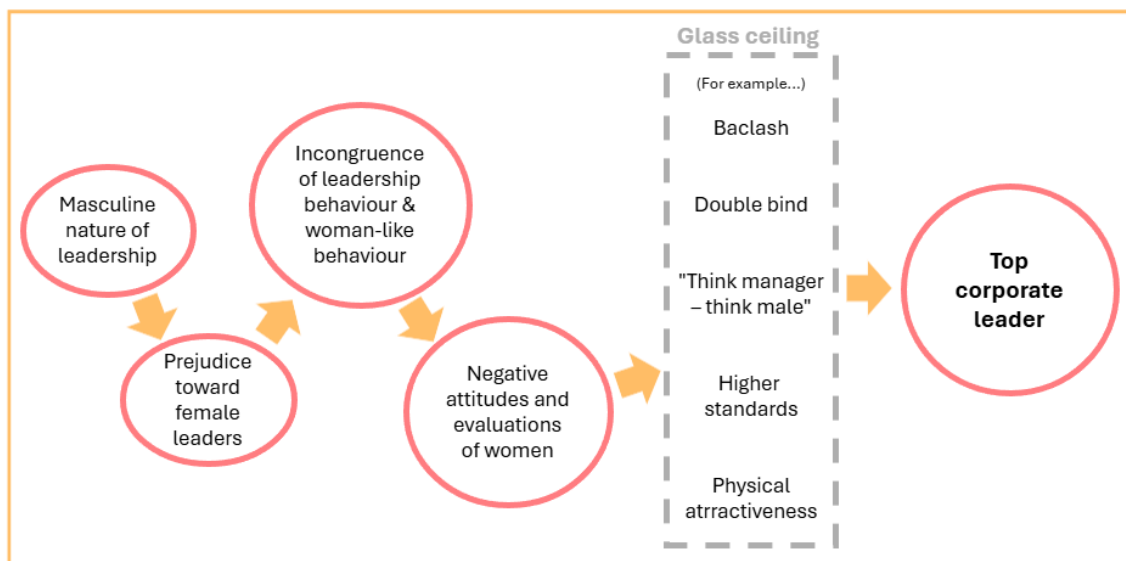 Glass ceiling
(For example...)
Baclash
Double bind
"Think manager
– think male"
Higher
standards
Physical
atrractiveness
Masculine
nature of
leadership
Prejudice
toward
female
leaders
Incongruence
of leadership
behaviour &
woman-like
behaviour
Negative
attitudes and
evaluations
of women
Top
corporate
leader